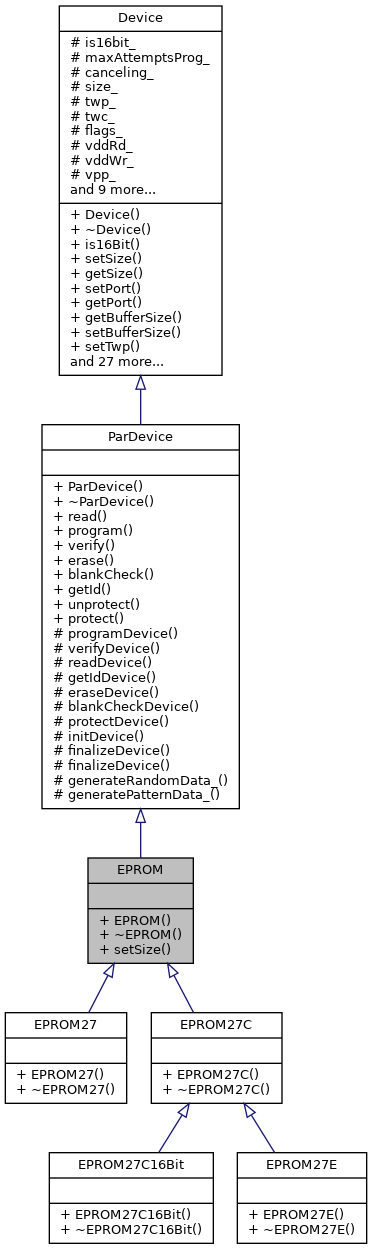 Device
# is16bit_
# maxAttemptsProg_
# canceling_
# size_
# twp_
# twc_
# flags_
# vddRd_
# vddWr_
# vpp_
and 9 more...
+ Device()
+ ~Device()
+ is16Bit()
+ setSize()
+ getSize()
+ setPort()
+ getPort()
+ getBufferSize()
+ setBufferSize()
+ setTwp()
and 27 more...
ParDevice
+ ParDevice()
+ ~ParDevice()
+ read()
+ program()
+ verify()
+ erase()
+ blankCheck()
+ getId()
+ unprotect()
+ protect()
# programDevice()
# verifyDevice()
# readDevice()
# getIdDevice()
# eraseDevice()
# blankCheckDevice()
# protectDevice()
# initDevice()
# finalizeDevice()
# finalizeDevice()
# generateRandomData_()
# generatePatternData_()
EPROM
+ EPROM()
+ ~EPROM()
+ setSize()
EPROM27
+ EPROM27()
+ ~EPROM27()
EPROM27C
+ EPROM27C()
+ ~EPROM27C()
EPROM27C16Bit
+ EPROM27C16Bit()
+ ~EPROM27C16Bit()
EPROM27E
+ EPROM27E()
+ ~EPROM27E()